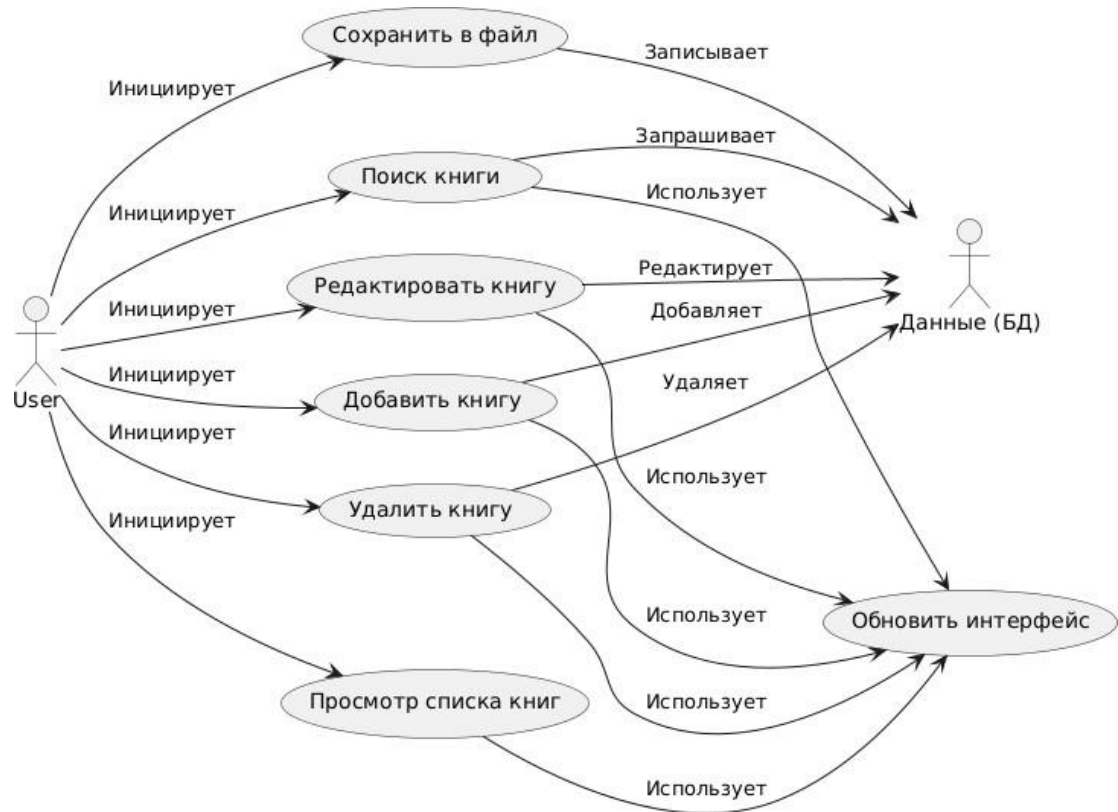 Сохранить в файл
Записывает
Инициирует
Запрашивает
Поиск книги
Использует
Инициирует
Редактировать книгу
Редактирует
Инициирует
Добавляет
Данные (БД)
User
Инициирует
Добавить книгу
Удаляет
Инициирует
Использует
Удалить книгу
Инициирует
Использует
Обновить интерфейс
Просмотр списка книг
Использует
Использует